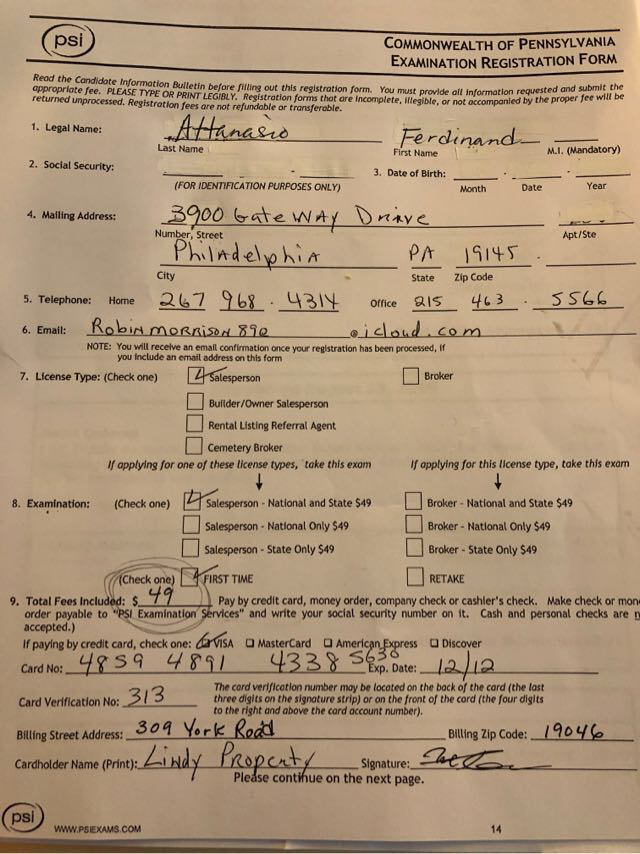 psi
COMMONWEALTH OF PENNSYLVANIA
EXAMINATION REGISTRATION FORM
Read the Candidate Information Bulletin before filling out this registration form. You must provide all information requested and submit the
appropriate fee. PLEASE TYPE OR PRINT LEGIBLY. Registration forms that are incomplete, illegible, or not accompanied by the proper fee will be
returned unprocessed. Registration fees are not refundable or transferable.
1. Legal Name: Attanasio Ferdinand
Last Name First Name M.I. (Mandatory)
2. Social Security: - - 3. Date of Birth: - -
(FOR IDENTIFICATION PURPOSES ONLY) Month Date Year
4. Mailing Address: 3900 GateWAY Drive
Number, Street Apt/Ste
PhilAdelphiA PA 19145 -
City State Zip Code
5. Telephone: Home 267 968 - 4314 Office 215 463 - 5566
6. Email: RobinmorrisoN892 @icloud.com
NOTE: You will receive an email confirmation once your registration has been processed, if
you include an email address on this form
7. License Type: (Check one) Salesperson Broker
Builder/Owner Salesperson
Rental Listing Referral Agent
Cemetery Broker
If applying for one of these license types, take this exam If applying for this license type, take this exam
8. Examination: (Check one) Salesperson - National and State $49 Broker - National and State $49
Salesperson - National Only $49 Broker - National Only $49
Salesperson - State Only $49 Broker - State Only $49
(Check one) FIRST TIME RETAKE
9. Total Fees Included: $ 49 Pay by credit card, money order, company check or cashier's check. Make check or mon
order payable to "PSI Examination Services" and write your social security number on it. Cash and personal checks are n
accepted.)
If paying by credit card, check one: VISA MasterCard American Express Discover
Card No: 4859 4891 4338 5630 Exp. Date: 12/12
Card Verification No: 313 The card verification number may be located on the back of the card (the last
three digits on the signature strip) or on the front of the card (the four digits
to the right and above the card account number).
Billing Street Address: 309 York Road Billing Zip Code: 19046
Cardholder Name (Print): Lindy Property Signature:
Please continue on the next page.
psi
WWW.PSIEXAMS.COM 14